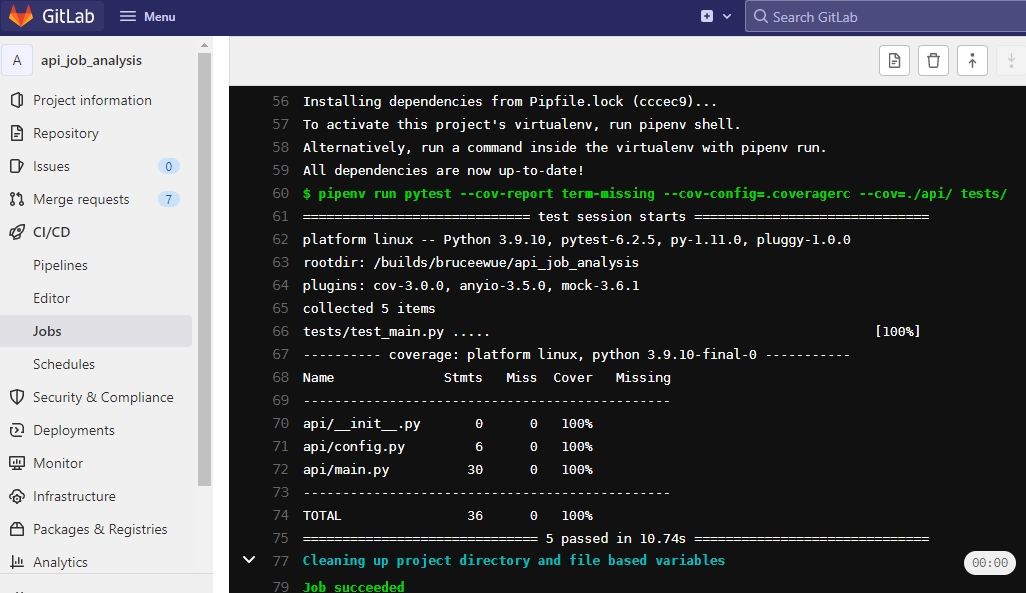 GitLab
Menu
Search GitLab
A api_job_analysis
Project information
Repository
Issues 0
Merge requests 7
CI/CD
Pipelines
Editor
Jobs
Schedules
Security & Compliance
Deployments
Monitor
Infrastructure
Packages & Registries
Analytics
56 Installing dependencies from Pipfile.lock (cccec9)...
57 To activate this project's virtualenv, run pipenv shell.
58 Alternatively, run a command inside the virtualenv with pipenv run.
59 All dependencies are now up-to-date!
60 $ pipenv run pytest --cov-report term-missing --cov-config=.coveragerc --cov=./api/ tests/
61 ============================= test session starts ==============================
62 platform linux -- Python 3.9.10, pytest-6.2.5, py-1.11.0, pluggy-1.0.0
63 rootdir: /builds/bruceewue/api_job_analysis
64 plugins: cov-3.0.0, anyio-3.5.0, mock-3.6.1
65 collected 5 items
66 tests/test_main.py ..... [100%]
67 ---------- coverage: platform linux, python 3.9.10-final-0 -----------
68 Name Stmts Miss Cover Missing
69 -----------------------------------------------
70 api/__init__.py 0 0 100%
71 api/config.py 6 0 100%
72 api/main.py 30 0 100%
73 -----------------------------------------------
74 TOTAL 36 0 100%
75 ============================== 5 passed in 10.74s ==============================
77 Cleaning up project directory and file based variables 00:00
79 Job succeeded